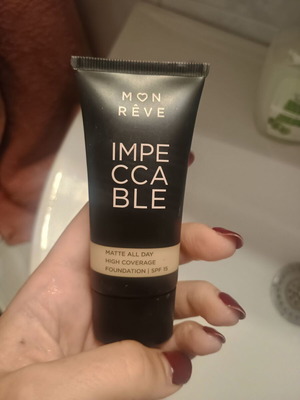 MON
RÊVE
IMPE
CCA
BLE
MATTE ALL DAY
HIGH COVERAGE
FOUNDATION | SPF 15